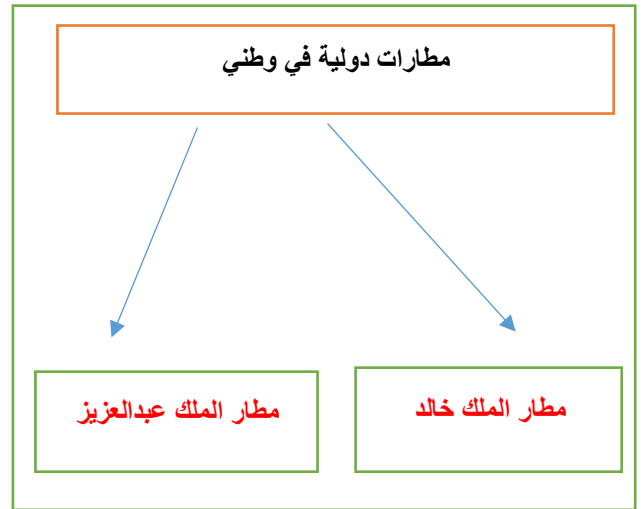 مطارات دولية في وطني
مطار الملك خالد
مطار الملك عبدالعزيز